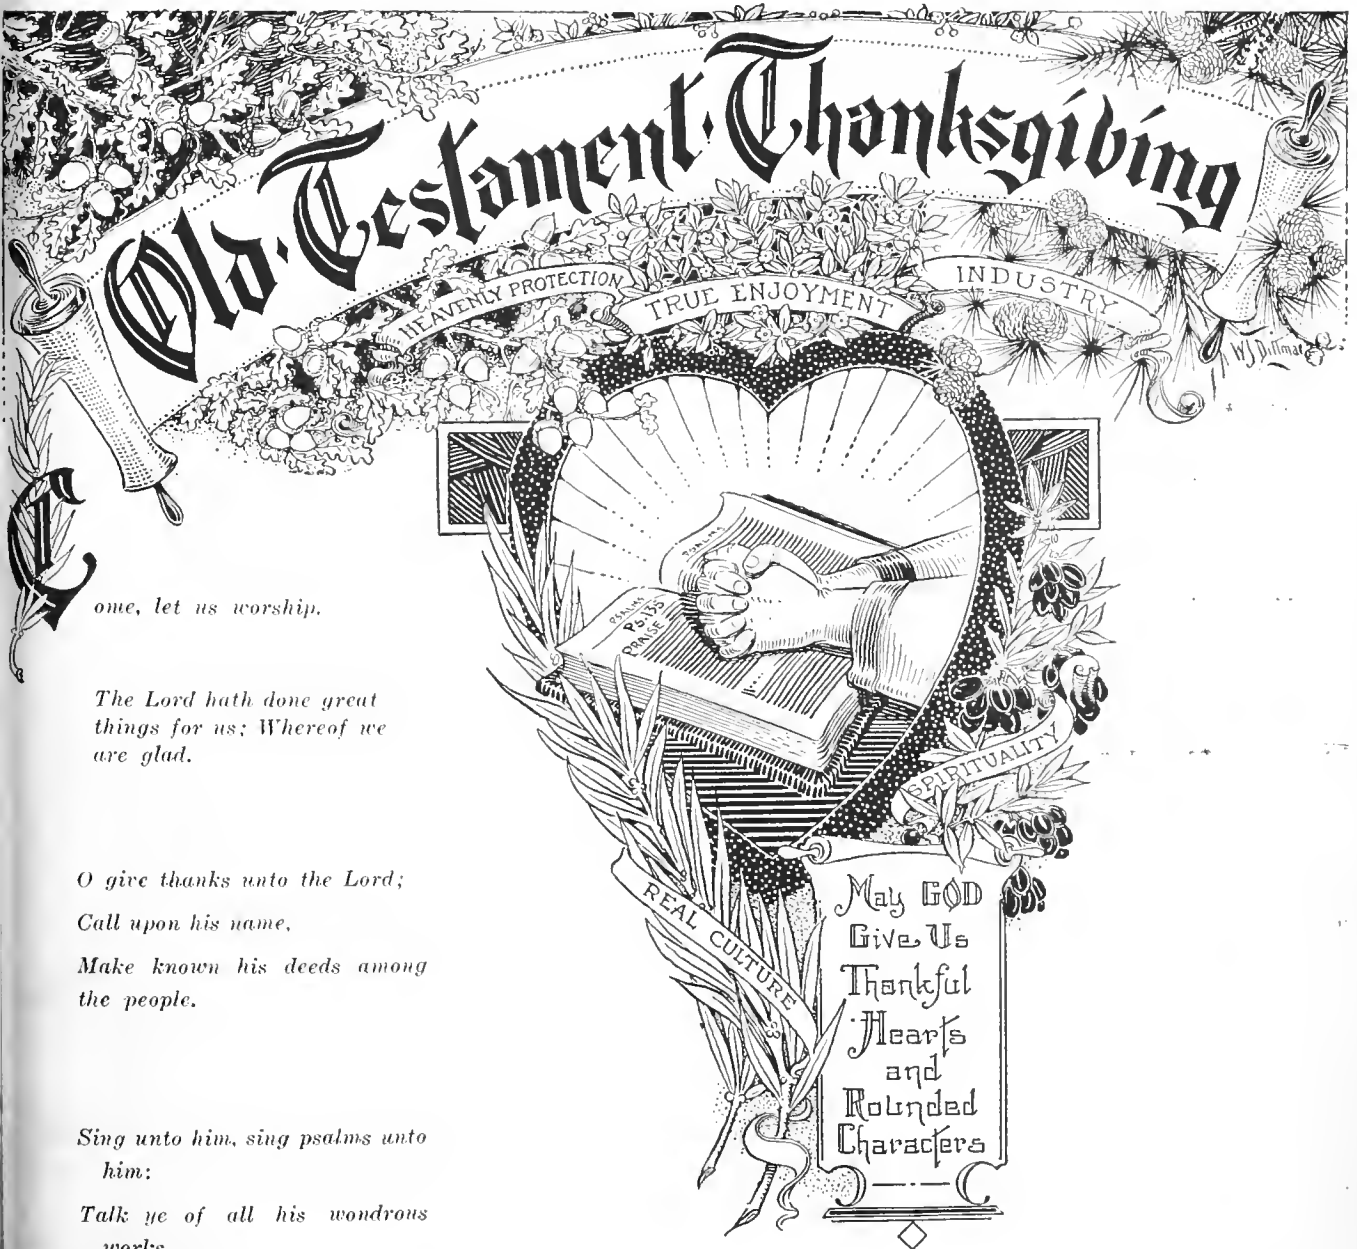 Old · Testament · Thanksgiving
HEAVENLY PROTECTION
TRUE ENJOYMENT
INDUSTRY
W.J. Dittmar
PSALMS
PSALMS
PS. 135
PRAISE
Come, let us worship.
The Lord hath done great
things for us; Whereof we
are glad.
O give thanks unto the Lord;
Call upon his name,
Make known his deeds among
the people.
Sing unto him, sing psalms unto
him:
Talk ye of all his wondrous
works
SPIRITUALITY
REAL CULTURE
May GOD
Give Us
Thankful
Hearts
and
Rounded
Characters